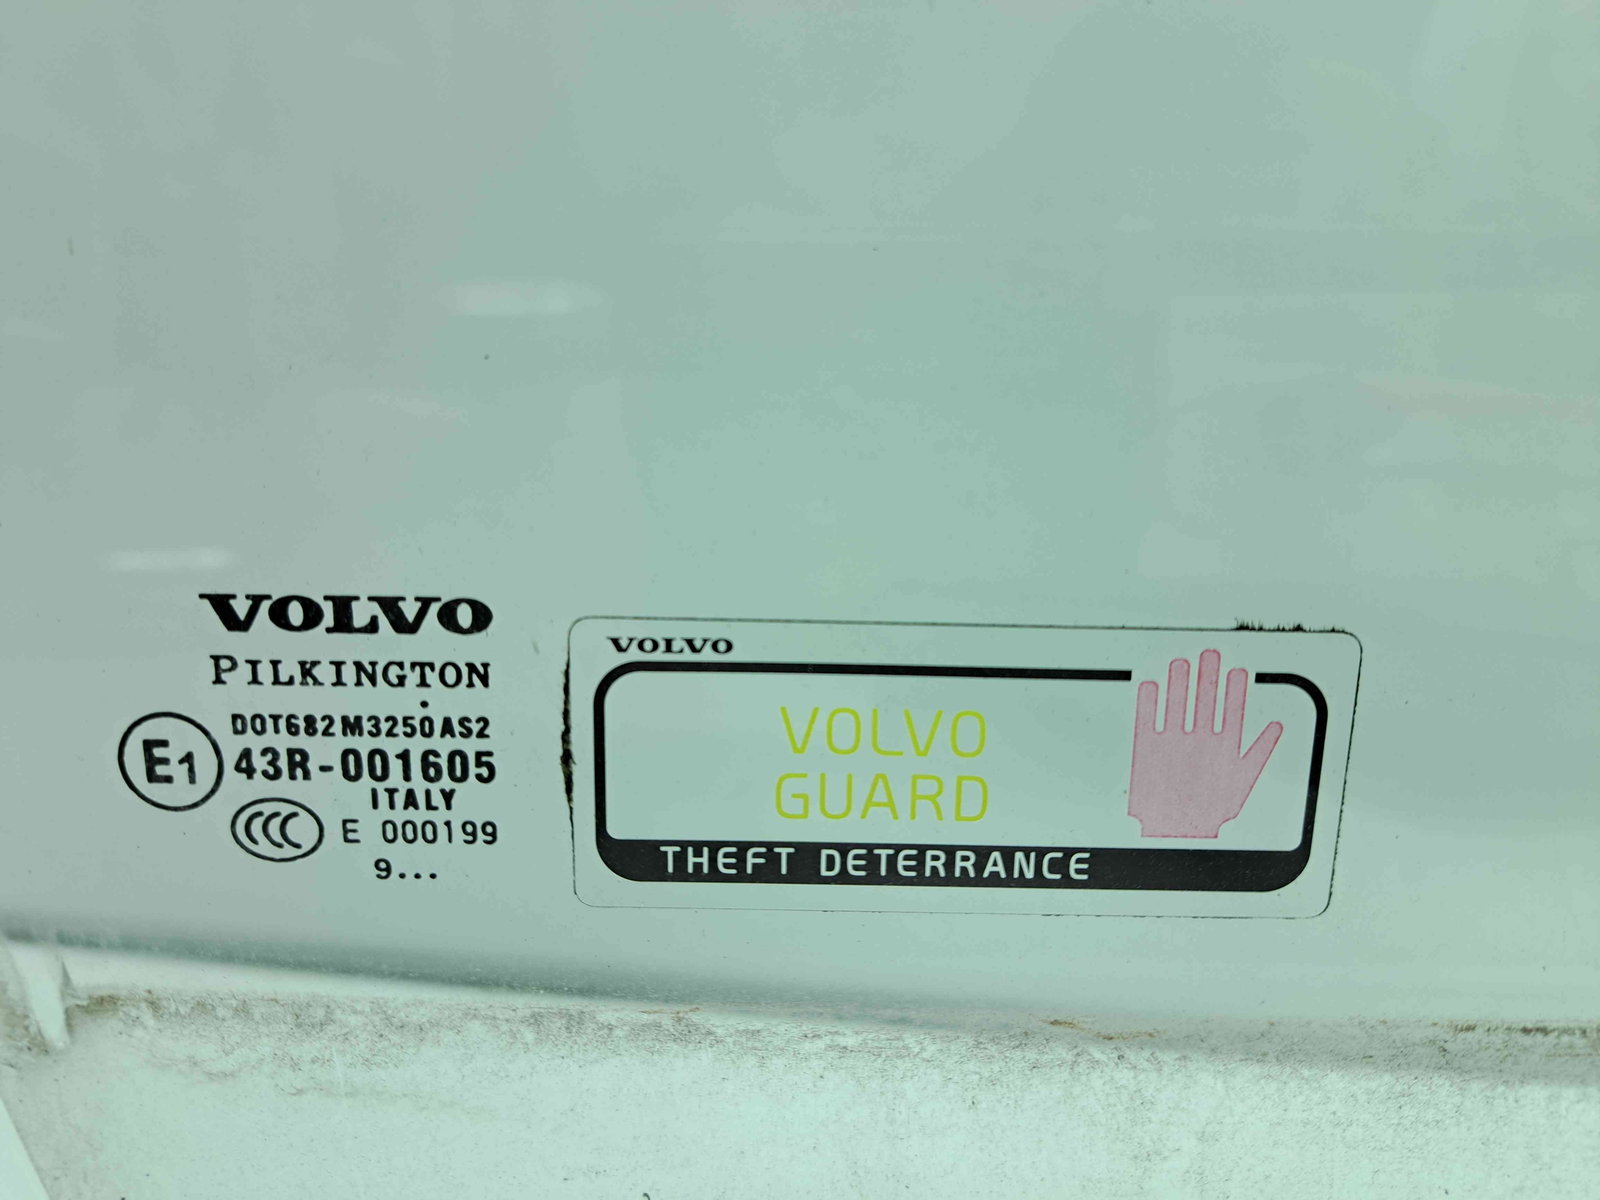 VOLVO
PILKINGTON
DOT682M3250AS2
E1
43R-001605
ITALY
CCC
E 000199
9...
VOLVO
VOLVO
GUARD
THEFT DETERRANCE